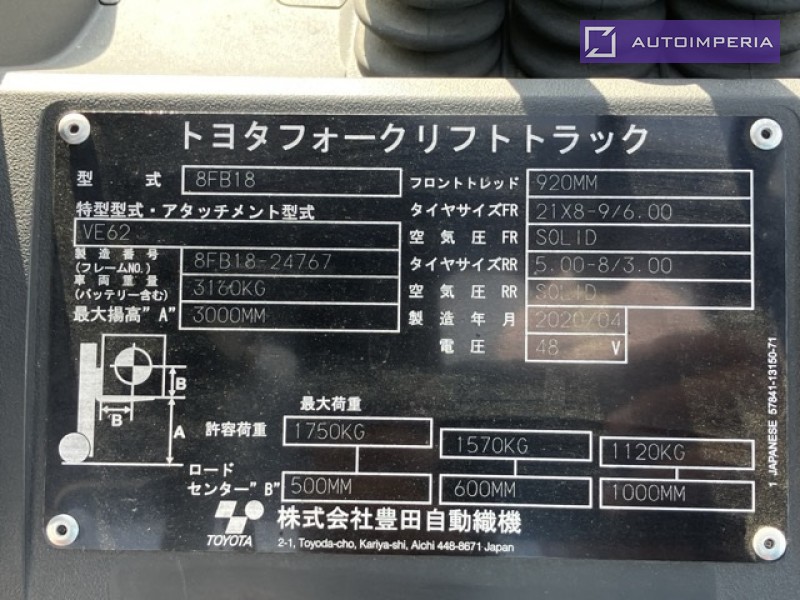 AUTOIMPERIA
トヨタフォークリフトトラック
型 式 8FB18
特型型式・アタッチメント型式
VE62
製造番号 (フレームNO.) 8FB18-24767
車両重量 (バッテリー含む) 3130KG
最大揚高"A" 3000MM
フロントトレッド 920MM
タイヤサイズFR 21X8-9/6.00
空気圧FR SOLID
タイヤサイズRR 5.00-8/3.00
空気圧RR SOLID
製造年月 2020/04
電圧 48 V
B
B
A
最大荷重
許容荷重 1750KG 1570KG 1120KG
ロードセンター"B" 500MM 600MM 1000MM
TOYOTA
株式会社豊田自動織機
2-1, Toyoda-cho, Kariya-shi, Aichi 448-8671 Japan
1 JAPANESE 57841-13150-71